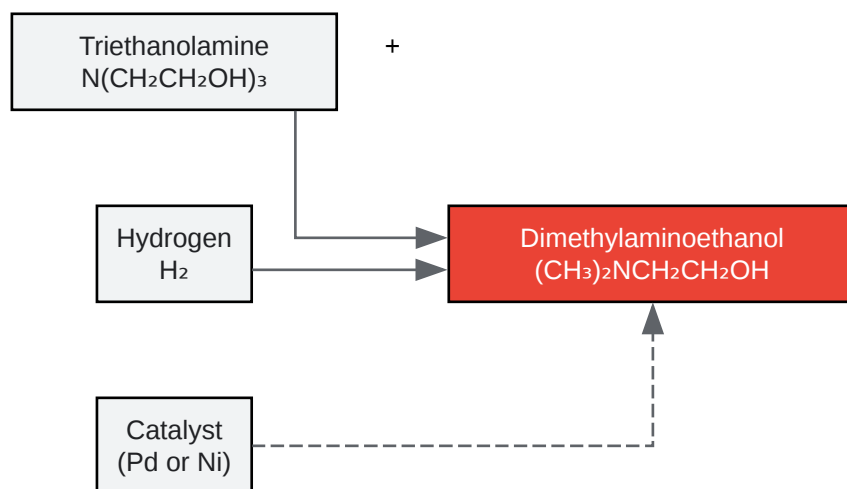 Triethanolamine
N(CH₂CH₂OH)₃
+
Hydrogen
H₂
Dimethylaminoethanol
(CH₃)₂NCH₂CH₂OH
Catalyst
(Pd or Ni)